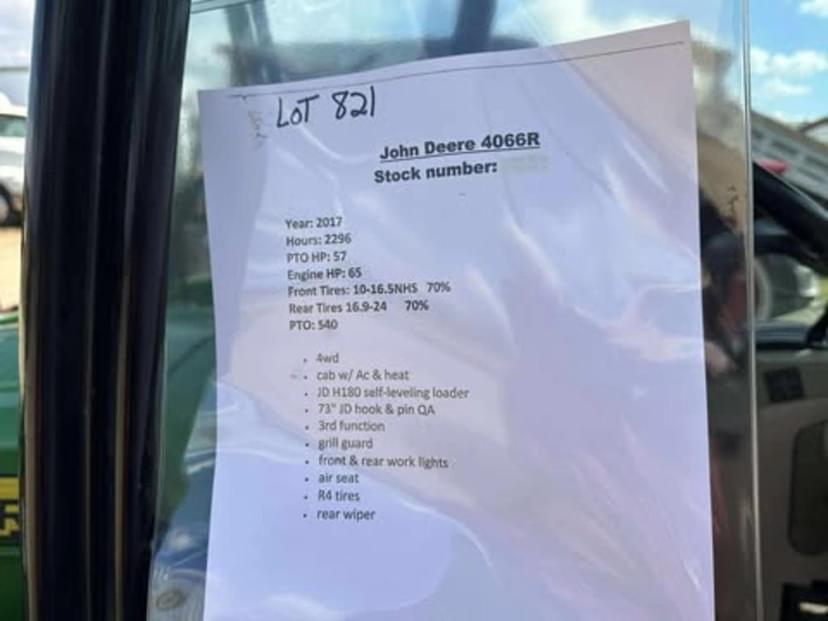 LOT 821
John Deere 4066R
Stock number:
Year: 2017
Hours: 2296
PTO HP: 57
Engine HP: 65
Front Tires: 10-16.5NHS 70%
Rear Tires 16.9-24 70%
PTO: 540
• 4wd
• cab w/ Ac & heat
• JD H180 self-leveling loader
• 73" JD hook & pin QA
• 3rd function
• grill guard
• front & rear work lights
• air seat
• R4 tires
• rear wiper